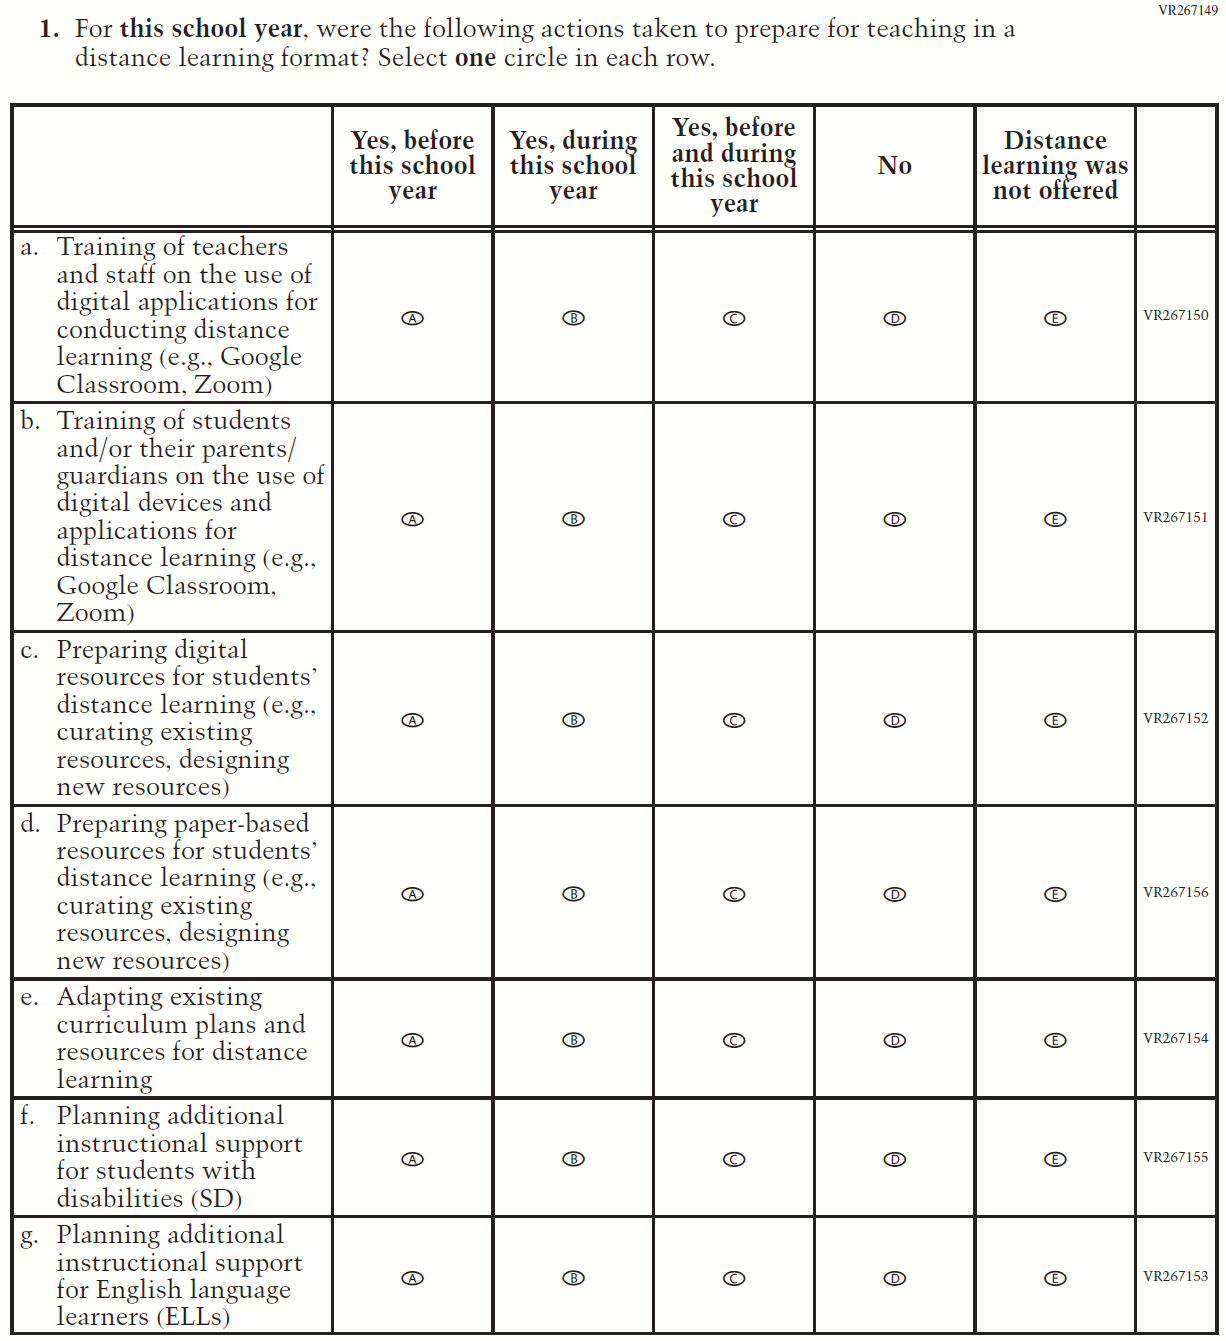 VR267149
1. For this school year, were the following actions taken to prepare for teaching in a
distance learning format? Select one circle in each row.
Yes, before
this school
year
Yes, during
this school
year
Yes, before
and during
this school
year
No
Distance
learning was
not offered
a. Training of teachers
and staff on the use of
digital applications for
conducting distance
learning (e.g., Google
Classroom, Zoom)
A B C D E VR267150
b. Training of students
and/or their parents/
guardians on the use of
digital devices and
applications for
distance learning (e.g.,
Google Classroom,
Zoom)
A B C D E VR267151
c. Preparing digital
resources for students’
distance learning (e.g.,
curating existing
resources, designing
new resources)
A B C D E VR267152
d. Preparing paper-based
resources for students’
distance learning (e.g.,
curating existing
resources, designing
new resources)
A B C D E VR267156
e. Adapting existing
curriculum plans and
resources for distance
learning
A B C D E VR267154
f. Planning additional
instructional support
for students with
disabilities (SD)
A B C D E VR267155
g. Planning additional
instructional support
for English language
learners (ELLs)
A B C D E VR267153